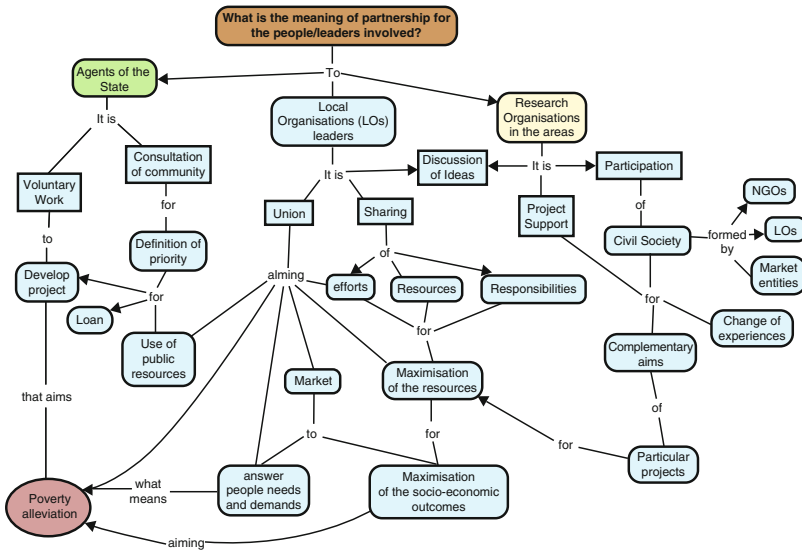 What is the meaning of partnership for
the people/leaders involved?
Agents of the
State
To
Local
Organisations (LOs)
leaders
Research
Organisations
in the areas
It is
It is
It is
Voluntary
Work
Consultation
of community
Discussion
of Ideas
Participation
Union
Sharing
Project
Support
NGOs
to
for
of
of
Civil Society
formed
by
LOs
Market
entities
Develop
project
Definition of
priority
alming
efforts
Resources
Responsibilities
Loan
for
for
for
Use of
public
resources
Change of
experiences
Complementary
aims
Market
Maximisation
of the resources
that aims
to
for
of
for
Particular
projects
Poverty
alleviation
what
means
answer
people needs
and demands
Maximisation
of the socio-economic
outcomes
aiming